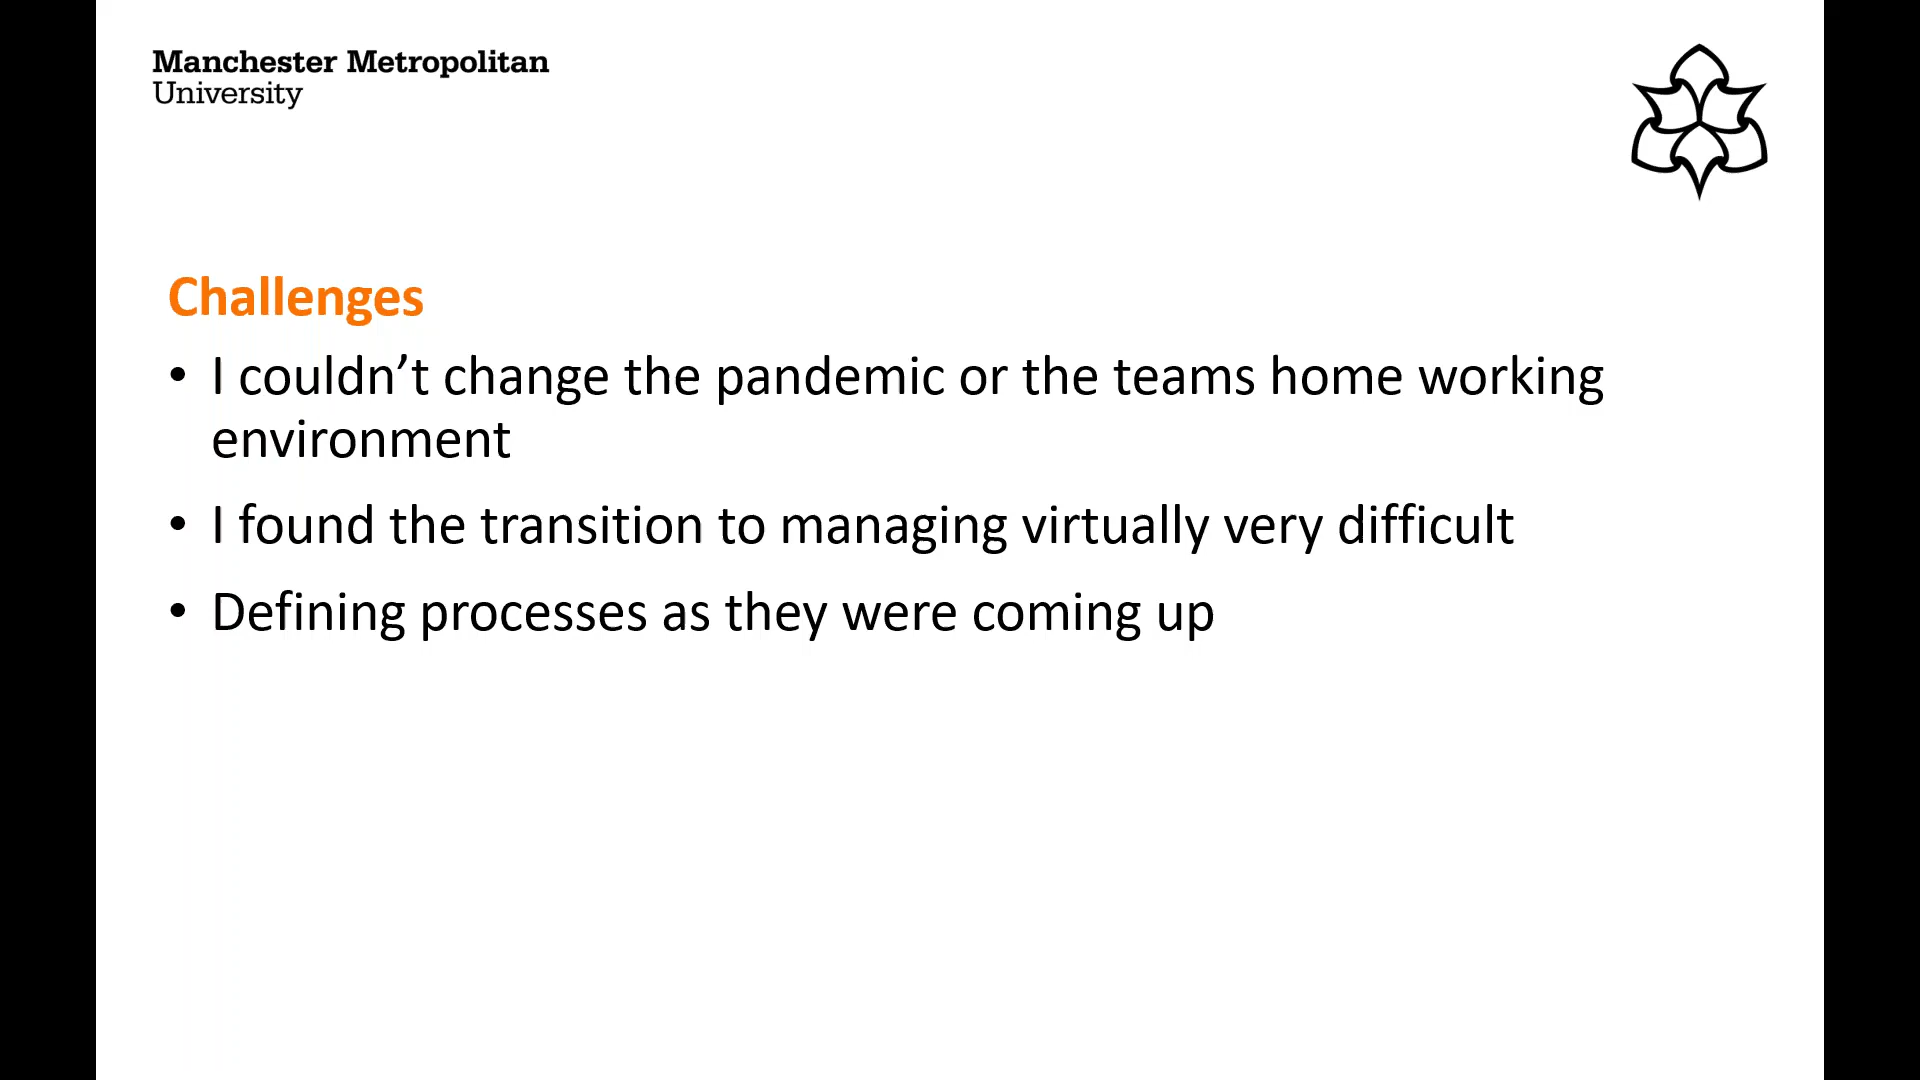 Manchester Metropolitan
University
Challenges
• I couldn’t change the pandemic or the teams home working
environment
• I found the transition to managing virtually very difficult
• Defining processes as they were coming up